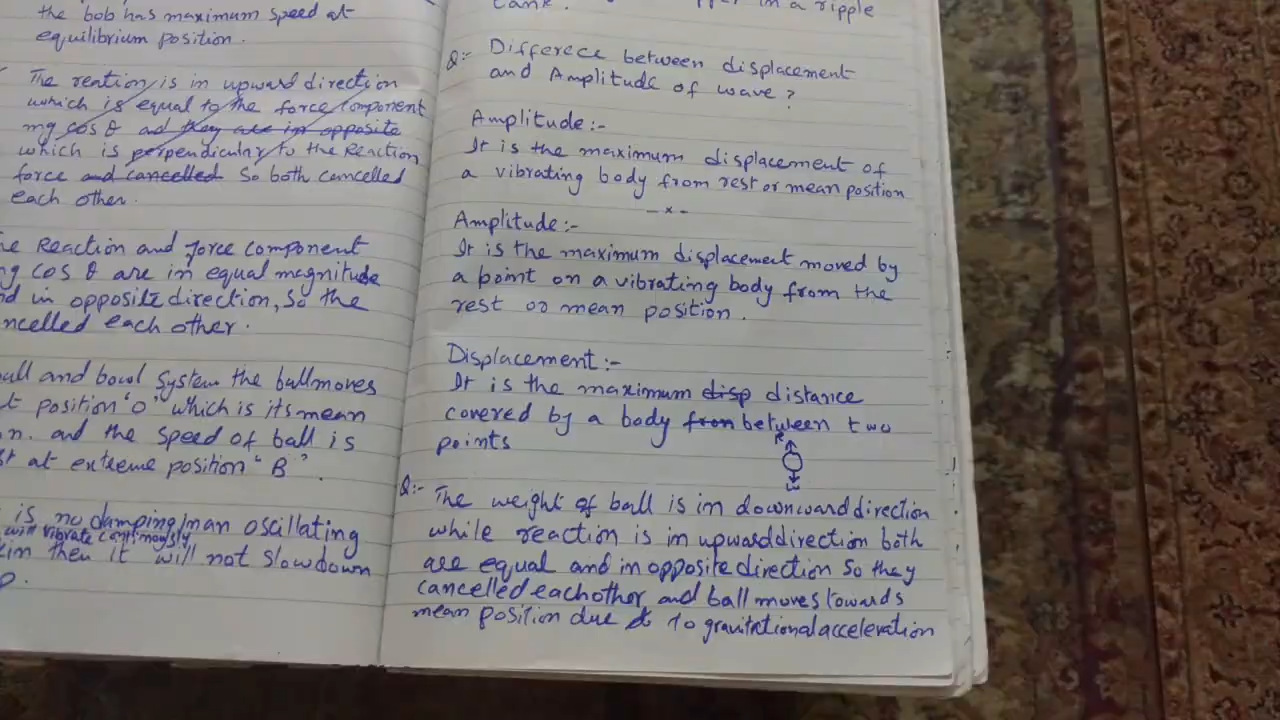 the bob has maximum speed at
equilibrium position.
The reation is in upward direction
which is equal to the force component
mg cos θ and they are in opposite
which is perpendicular to the Reaction
force and cancelled So both cancelled
each other.
Reaction and force component
cos θ are in equal magnitude
in opposite direction, So the
each other.
and bowl System the ball moves
position 'O' which is its mean
and the speed of ball is
at extreme position "B".
is no damping
will vibrate continuosly
man oscillating
then it will not slowdown
in a ripple
Q:- Differece between displacement
and Amplitude of wave?
Amplitude:-
It is the maximum displacement of
a vibrating body from rest or mean position
-x-
Amplitude:-
It is the maximum displacement moved by
a point on a vibrating body from the
rest or mean position.
Displacement:-
It is the maximum disp distance
covered by a body from between two
points
R
w
Q:- The weight of ball is in downward direction
while reaction is in upward direction both
are equal and in opposite direction So they
cancelled each other and ball moves towards
mean position due to gravitational acceleration